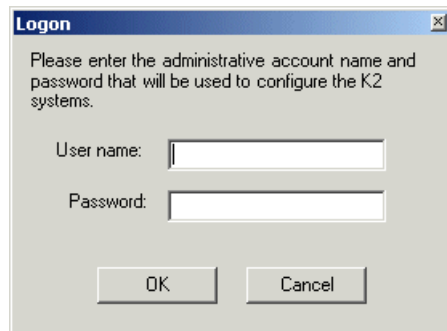 Logon
Please enter the administrative account name and
password that will be used to configure the K2
systems.
User name:
Password:
OK Cancel